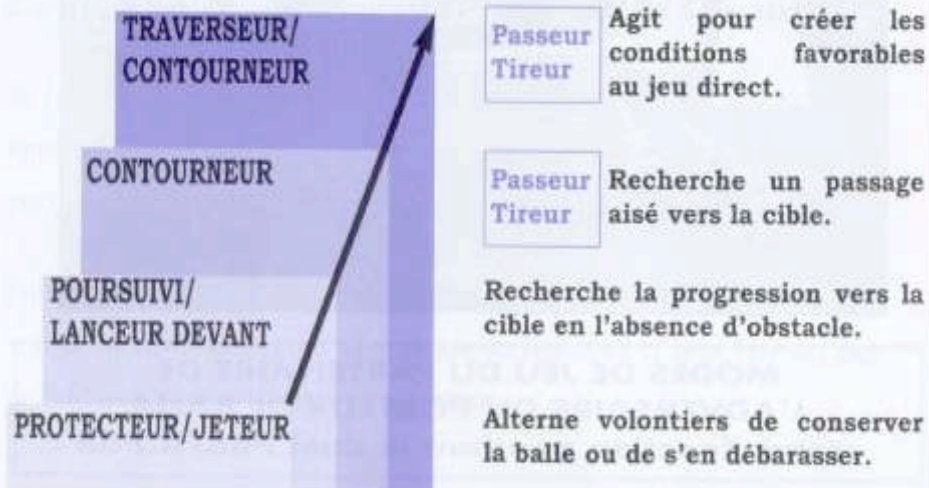 TRAVERSEUR/
CONTOURNEUR
Passeur
Tireur
Agit pour créer les
conditions favorables
au jeu direct.
CONTOURNEUR
Passeur
Tireur
Recherche un passage
aisé vers la cible.
POURSUIVI/
LANCEUR DEVANT
Recherche la progression vers la
cible en l'absence d'obstacle.
PROTECTEUR/JETEUR
Alterne volontiers de conserver
la balle ou de s'en débarasser.